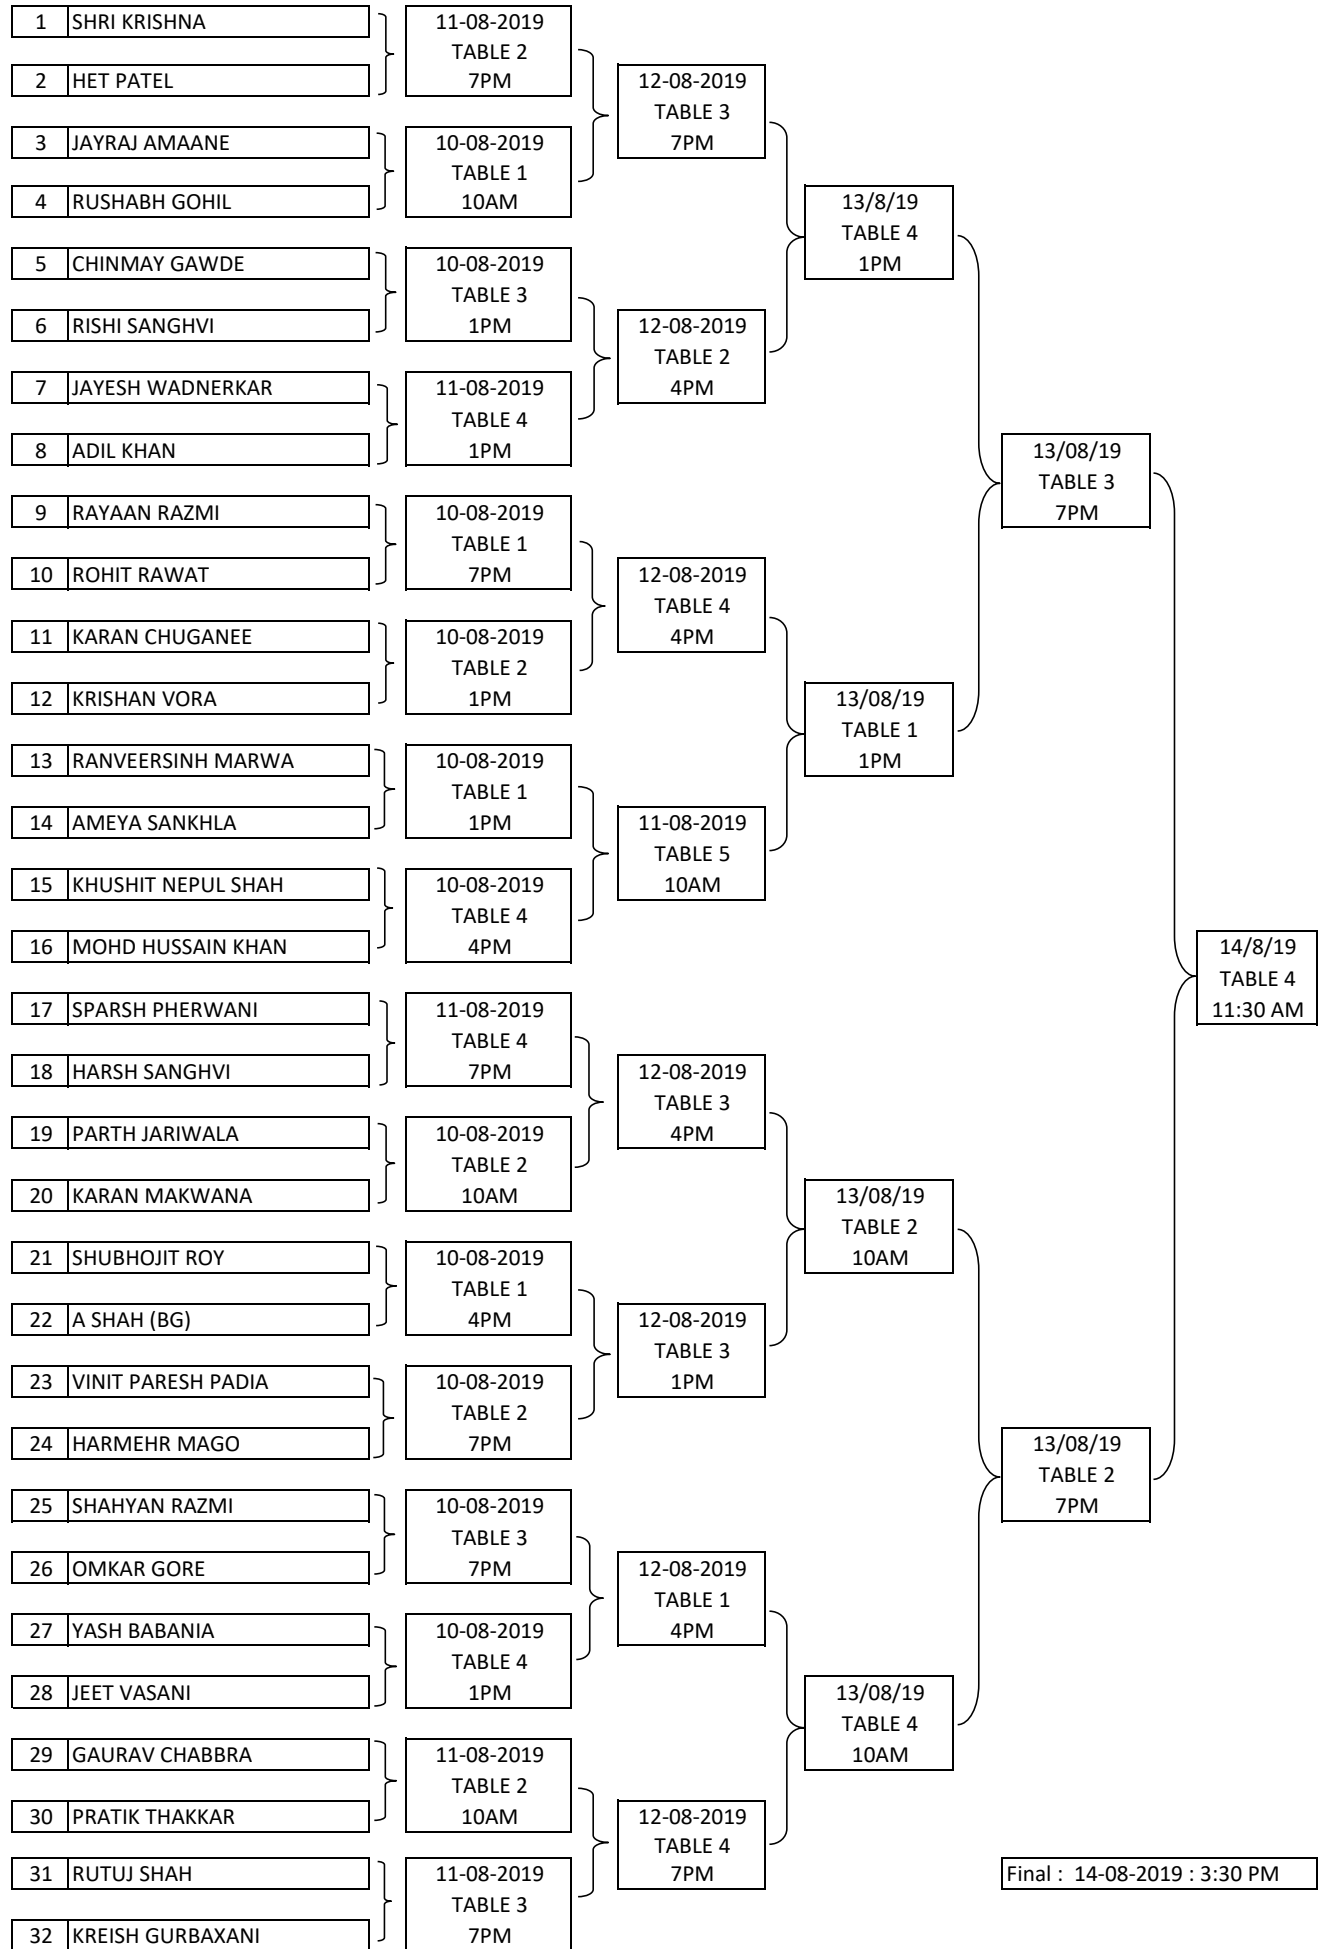 1 SHRI KRISHNA
11-08-2019
TABLE 2
7PM
2 HET PATEL
12-08-2019
TABLE 3
7PM
3 JAYRAJ AMAANE
10-08-2019
TABLE 1
10AM
4 RUSHABH GOHIL
13/8/19
TABLE 4
1PM
5 CHINMAY GAWDE
10-08-2019
TABLE 3
1PM
6 RISHI SANGHVI
12-08-2019
TABLE 2
4PM
7 JAYESH WADNERKAR
11-08-2019
TABLE 4
1PM
8 ADIL KHAN
13/08/19
TABLE 3
7PM
9 RAYAAN RAZMI
10-08-2019
TABLE 1
7PM
10 ROHIT RAWAT
12-08-2019
TABLE 4
4PM
11 KARAN CHUGANEE
10-08-2019
TABLE 2
1PM
12 KRISHAN VORA
13/08/19
TABLE 1
1PM
13 RANVEERSINH MARWA
10-08-2019
TABLE 1
1PM
14 AMEYA SANKHLA
11-08-2019
TABLE 5
10AM
15 KHUSHIT NEPUL SHAH
10-08-2019
TABLE 4
4PM
16 MOHD HUSSAIN KHAN
14/8/19
TABLE 4
11:30 AM
17 SPARSH PHERWANI
11-08-2019
TABLE 4
7PM
18 HARSH SANGHVI
12-08-2019
TABLE 3
4PM
19 PARTH JARIWALA
10-08-2019
TABLE 2
10AM
20 KARAN MAKWANA
13/08/19
TABLE 2
10AM
21 SHUBHOJIT ROY
10-08-2019
TABLE 1
4PM
22 A SHAH (BG)
12-08-2019
TABLE 3
1PM
23 VINIT PARESH PADIA
10-08-2019
TABLE 2
7PM
24 HARMEHR MAGO
13/08/19
TABLE 2
7PM
25 SHAHYAN RAZMI
10-08-2019
TABLE 3
7PM
26 OMKAR GORE
12-08-2019
TABLE 1
4PM
27 YASH BABANIA
10-08-2019
TABLE 4
1PM
28 JEET VASANI
13/08/19
TABLE 4
10AM
29 GAURAV CHABBRA
11-08-2019
TABLE 2
10AM
30 PRATIK THAKKAR
12-08-2019
TABLE 4
7PM
31 RUTUJ SHAH
11-08-2019
TABLE 3
7PM
Final : 14-08-2019 : 3:30 PM
32 KREISH GURBAXANI